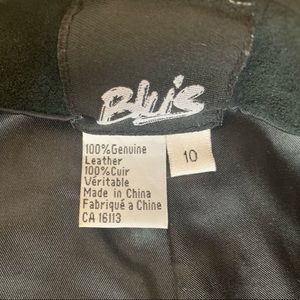 Blu's
100%Genuine
Leather
100%Cuir
Véritable
Made in China
Fabriqué a Chine
CA 16113
10